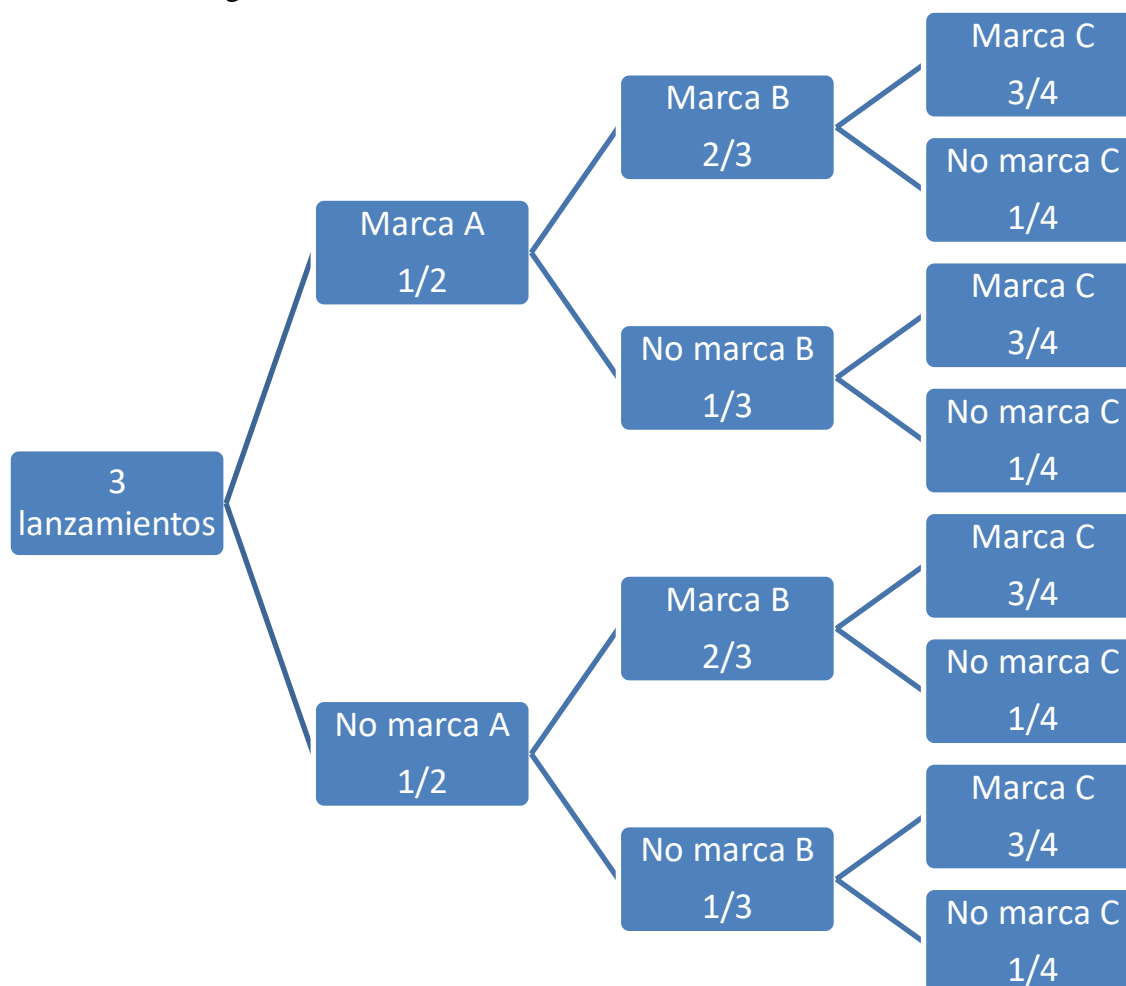 3
lanzamientos
Marca A
1/2
Marca B
2/3
Marca C
3/4
No marca C
1/4
No marca B
1/3
Marca C
3/4
No marca C
1/4
No marca A
1/2
Marca B
2/3
Marca C
3/4
No marca C
1/4
No marca B
1/3
Marca C
3/4
No marca C
1/4